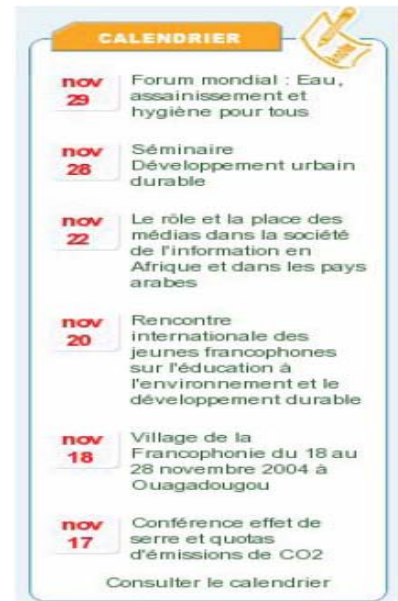 CALENDRIER
nov
29
Forum mondial : Eau,
assainissement et
hygiène pour tous
nov
28
Séminaire
Développement urbain
durable
nov
22
Le rôle et la place des
médias dans la société
de l'information en
Afrique et dans les pays
arabes
nov
20
Rencontre
internationale des
jeunes francophones
sur l'éducation à
l'environnement et le
développement durable
nov
18
Village de la
Francophonie du 18 au
28 novembre 2004 à
Ouagadougou
nov
17
Conférence effet de
serre et quotas
d'émissions de CO2
Consulter le calendrier